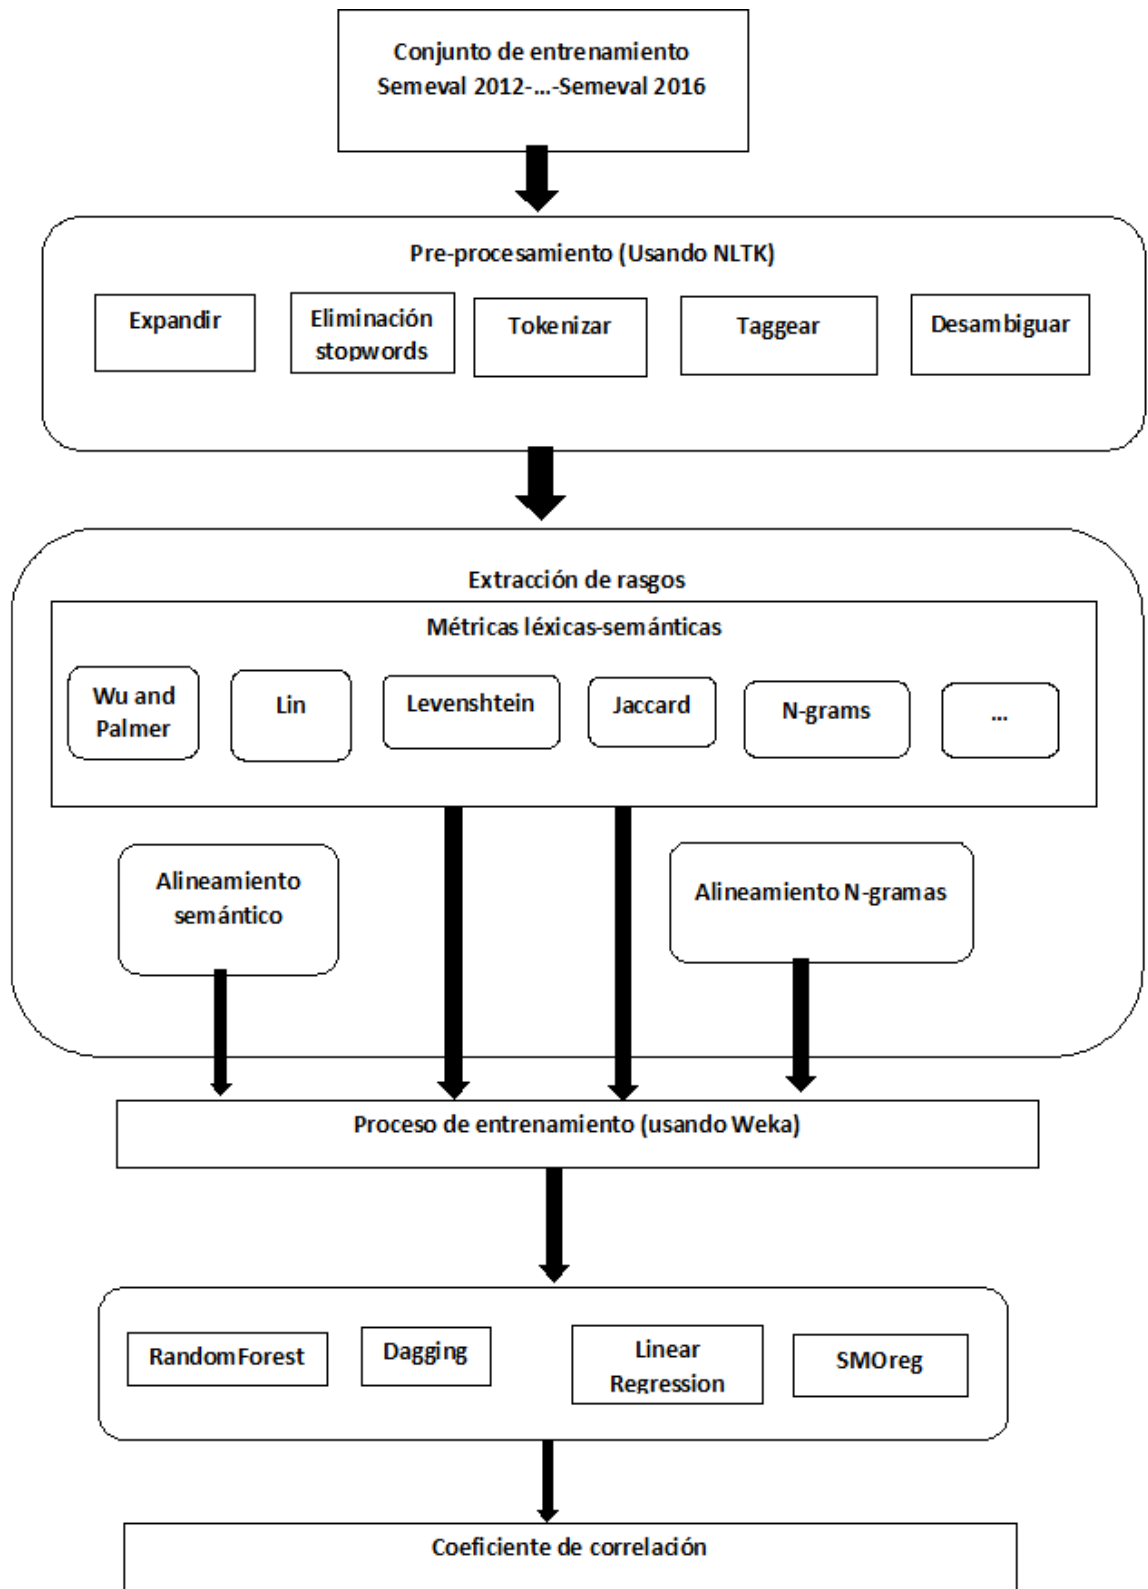 Conjunto de entrenamiento
Semeval 2012-...-Semeval 2016
Pre-procesamiento (Usando NLTK)
Expandir
Eliminación
stopwords
Tokenizar
Taggear
Desambiguar
Extracción de rasgos
Métricas léxicas-semánticas
Wu and
Palmer
Lin
Levenshtein
Jaccard
N-grams
...
Alineamiento
semántico
Alineamiento N-gramas
Proceso de entrenamiento (usando Weka)
RandomForest
Dagging
Linear
Regression
SMOreg
Coeficiente de correlación